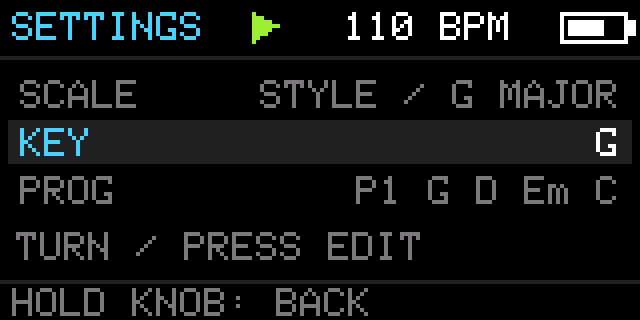 SETTINGS 110 BPM
SCALE STYLE / G MAJOR
KEY G
PROG P1 G D Em C
TURN / PRESS EDIT
HOLD KNOB: BACK